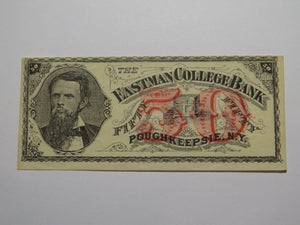 THE
EASTMAN COLLEGE BANK
FIFTY 50 FIFTY
POUGHKEEPSIE, N.Y.